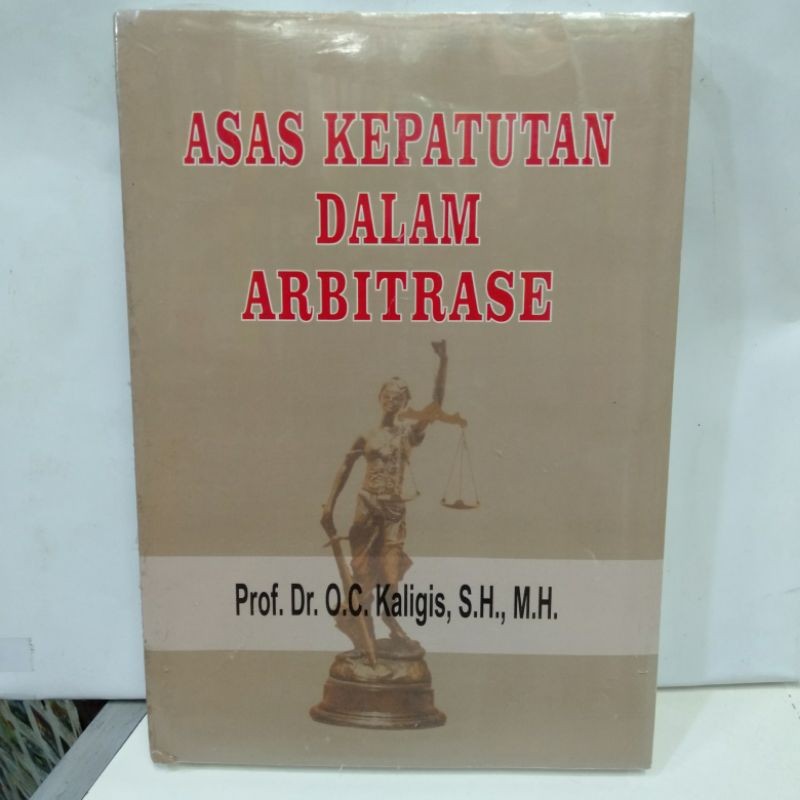 ASAS KEPATUTAN
DALAM
ARBITRASE
Prof. Dr. O.C. Kaligis, S.H., M.H.